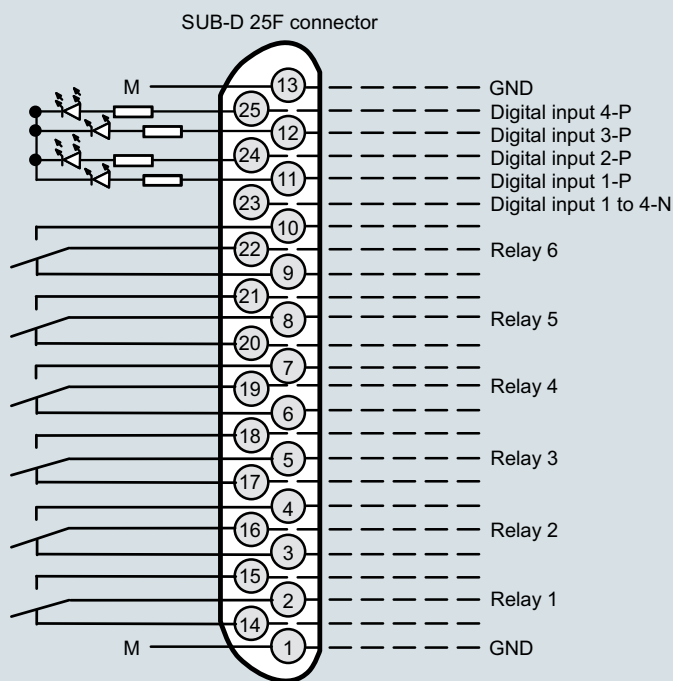 SUB-D 25F connector
M 13 GND
25 Digital input 4-P
12 Digital input 3-P
24 Digital input 2-P
11 Digital input 1-P
23 Digital input 1 to 4-N
10
22 Relay 6
9
21
8 Relay 5
20
7
19 Relay 4
6
18
5 Relay 3
17
4
16 Relay 2
3
15
2 Relay 1
14
M 1 GND